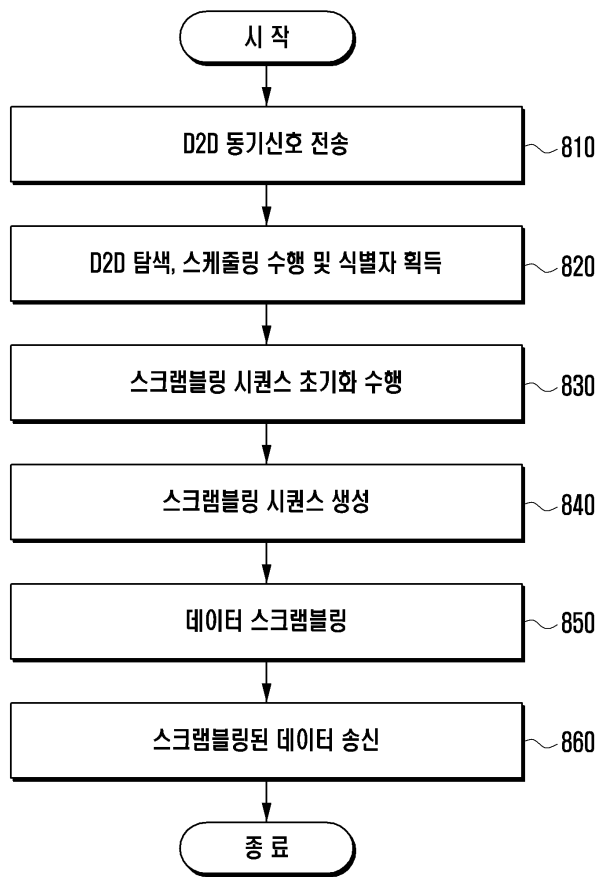 시 작
D2D 동기신호 전송
810
D2D 탐색, 스케줄링 수행 및 식별자 획득
820
스크램블링 시퀀스 초기화 수행
830
스크램블링 시퀀스 생성
840
데이터 스크램블링
850
스크램블링된 데이터 송신
860
종 료